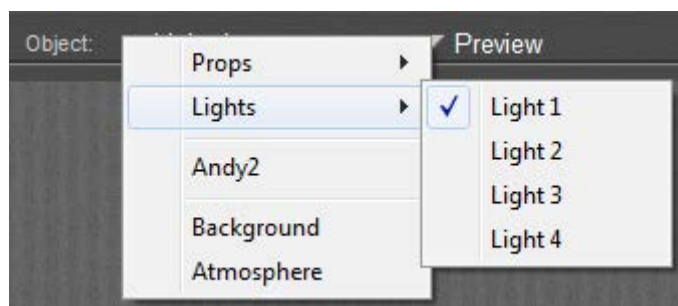 Object:
Preview
Props
Lights
Light 1
Light 2
Light 3
Light 4
Andy2
Background
Atmosphere